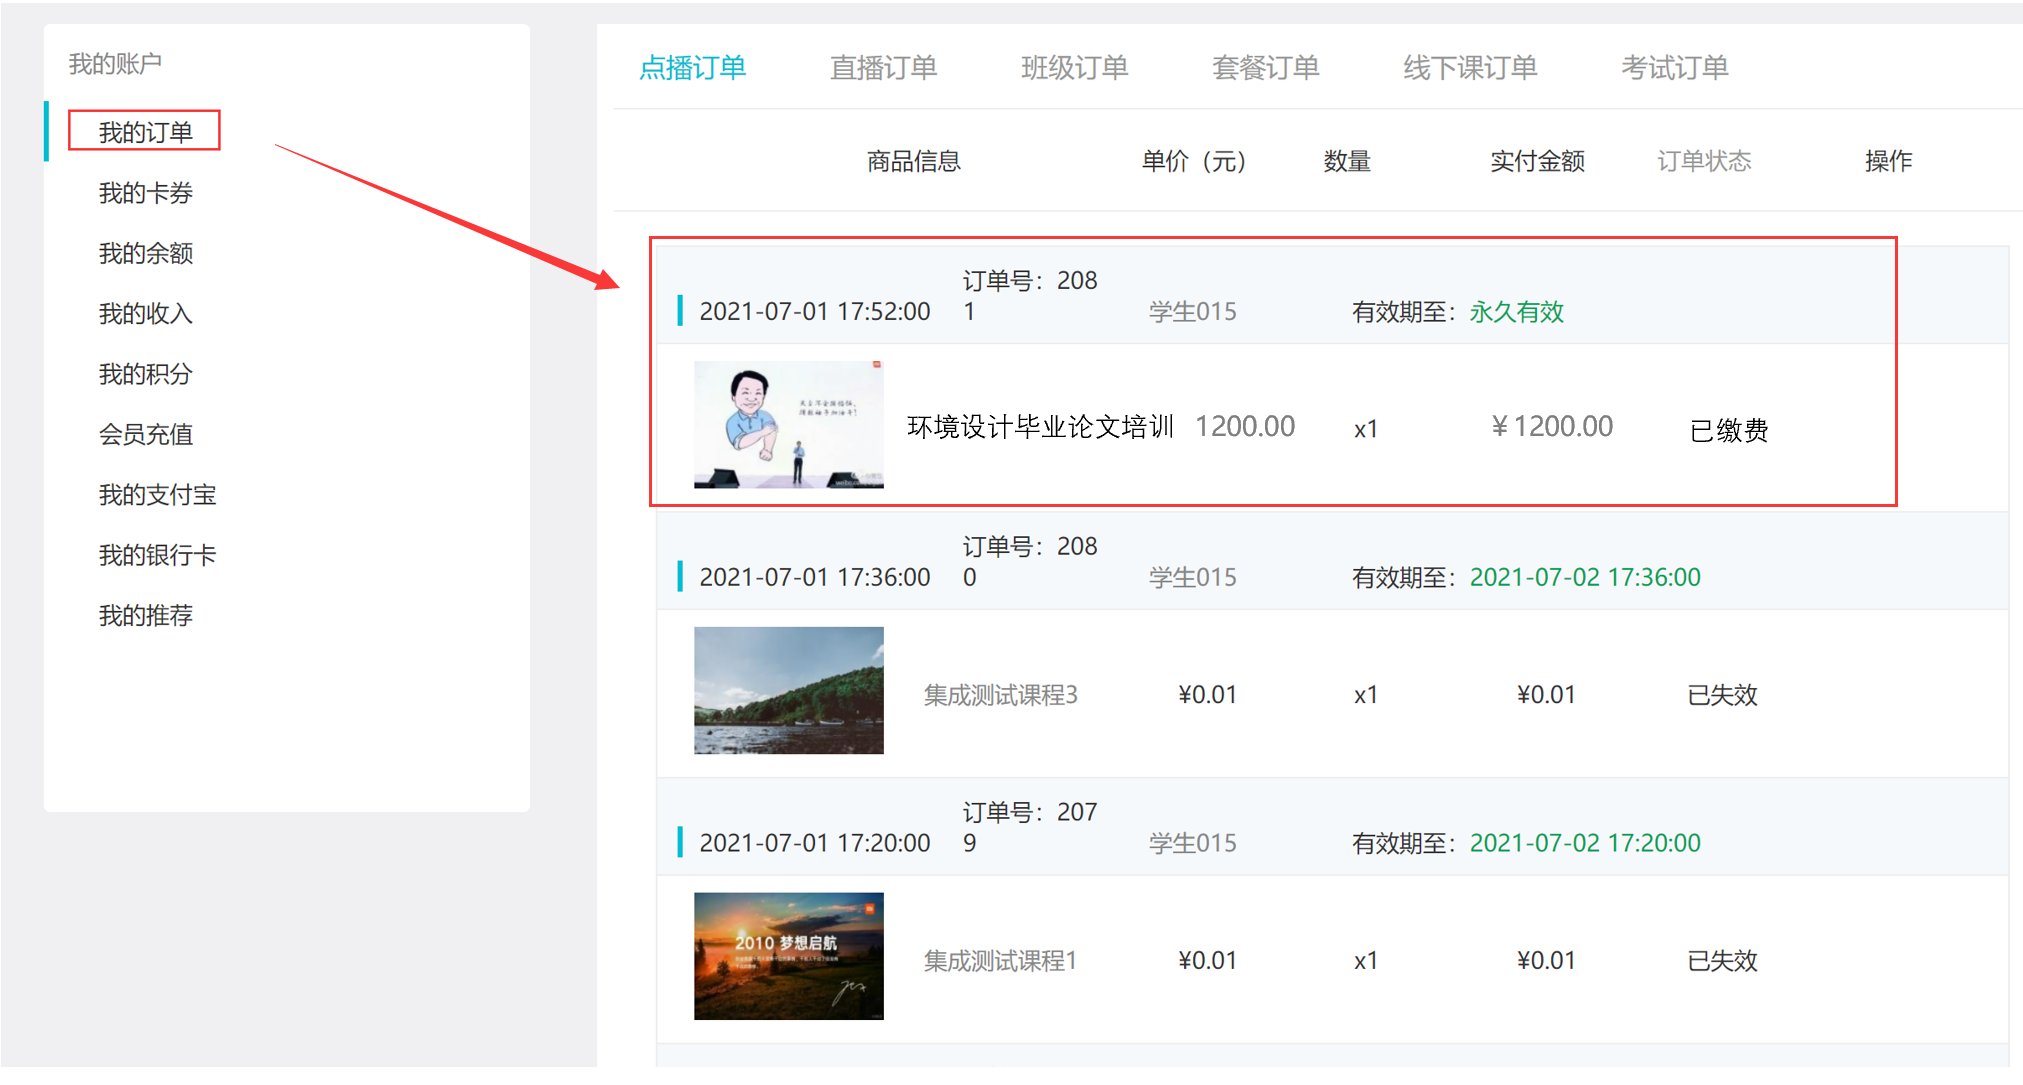 我的账户
我的订单
我的卡券
我的余额
我的收入
我的积分
会员充值
我的支付宝
我的银行卡
我的推荐
点播订单 直播订单 班级订单 套餐订单 线下课订单 考试订单
商品信息 单价（元） 数量 实付金额 订单状态 操作
2021-07-01 17:52:00 订单号：208
1 学生015 有效期至：永久有效
环境设计毕业论文培训 1200.00 x1 ¥1200.00 已缴费
2021-07-01 17:36:00 订单号：208
0 学生015 有效期至：2021-07-02 17:36:00
集成测试课程3 ¥0.01 x1 ¥0.01 已失效
2021-07-01 17:20:00 订单号：207
9 学生015 有效期至：2021-07-02 17:20:00
2010 梦想启航
集成测试课程1 ¥0.01 x1 ¥0.01 已失效